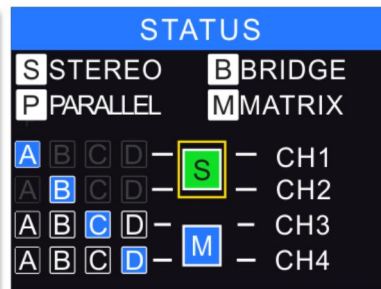 STATUS
S STEREO B BRIDGE
P PARALLEL M MATRIX
A B C D S CH1
A B C D CH2
A B C D M CH3
A B C D CH4